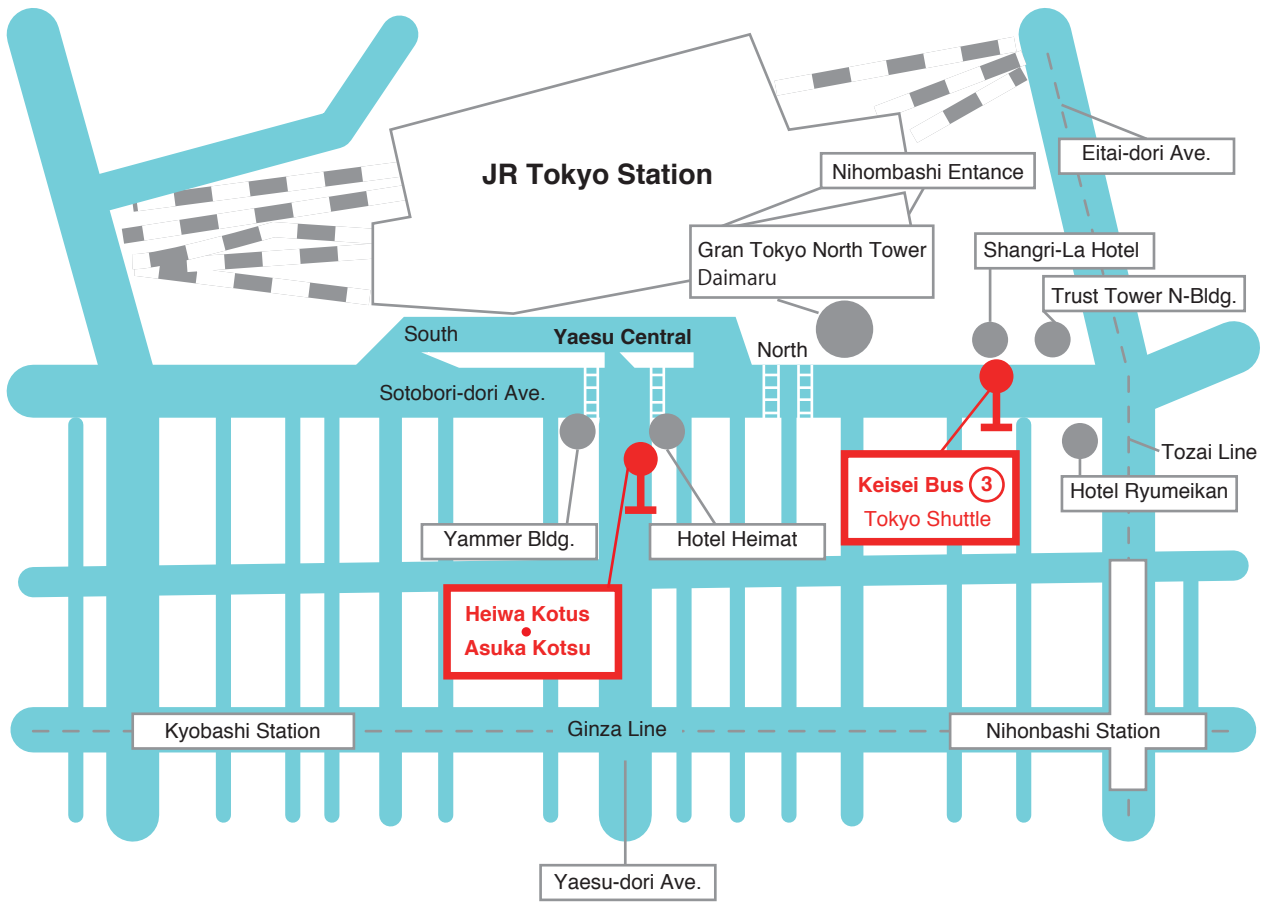 JR Tokyo Station
Nihombashi Entance
Eitai-dori Ave.
Gran Tokyo North Tower
Daimaru
Shangri-La Hotel
Trust Tower N-Bldg.
South
Yaesu Central
North
Sotobori-dori Ave.
Tozai Line
Keisei Bus 3
Tokyo Shuttle
Hotel Ryumeikan
Yammer Bldg.
Hotel Heimat
Heiwa Kotus
•
Asuka Kotsu
Kyobashi Station
Ginza Line
Nihonbashi Station
Yaesu-dori Ave.